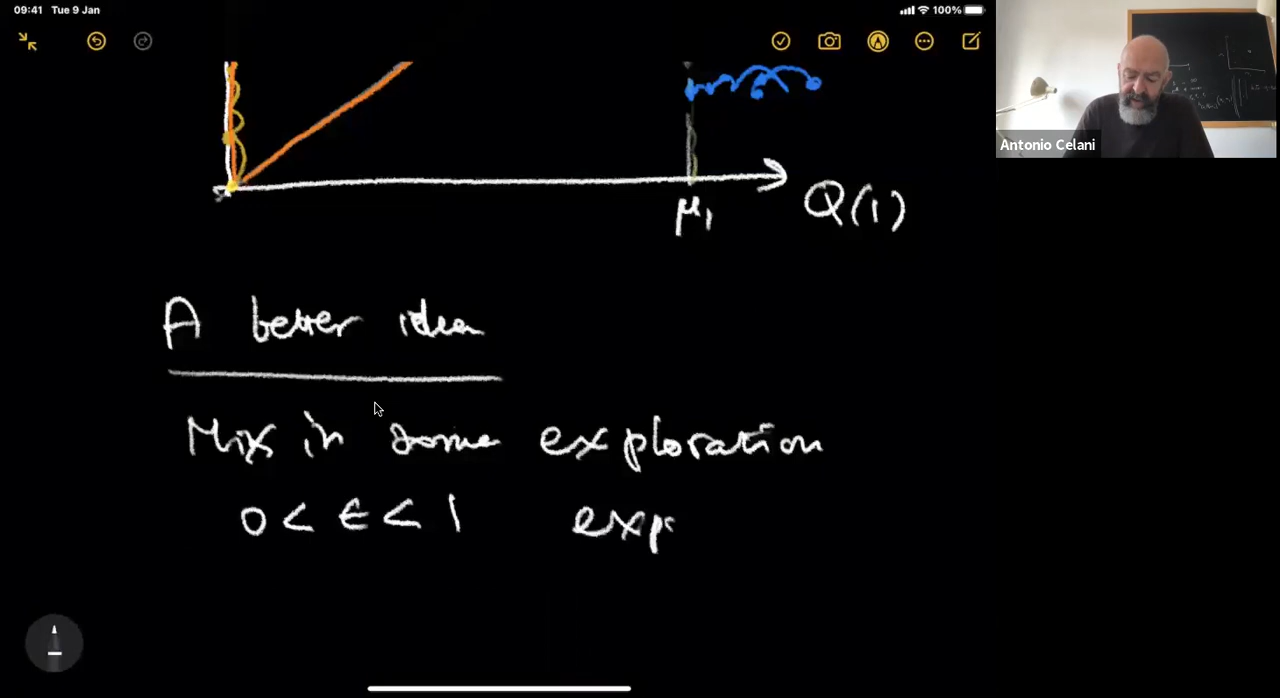 09:41 Tue 9 Jan 100%
Antonio Celani
μ₁
Q(1)
A better idea
Mix in some exploration
0 < ε < 1 exp